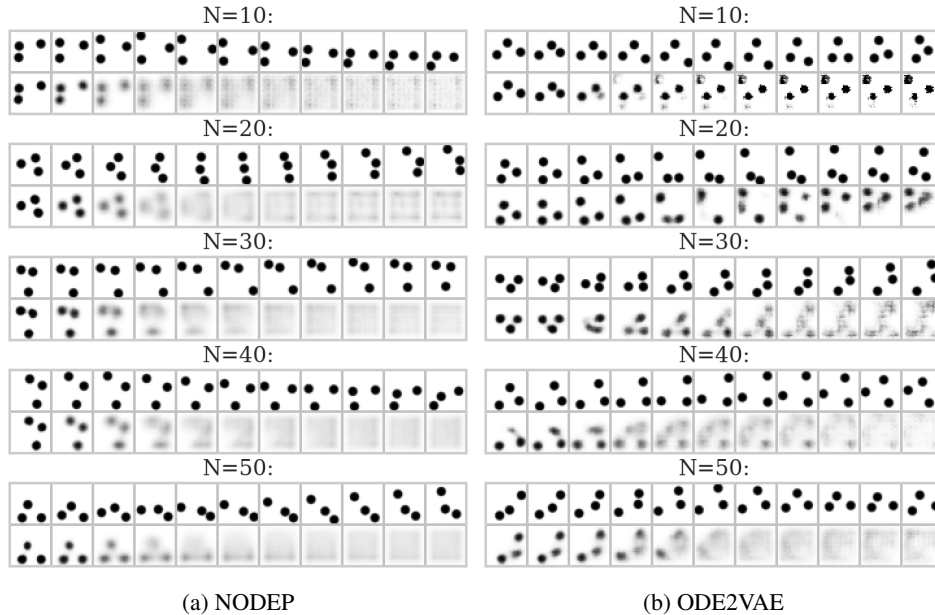 N=10:
N=20:
N=30:
N=40:
N=50:
(a) NODEP
N=10:
N=20:
N=30:
N=40:
N=50:
(b) ODE2VAE